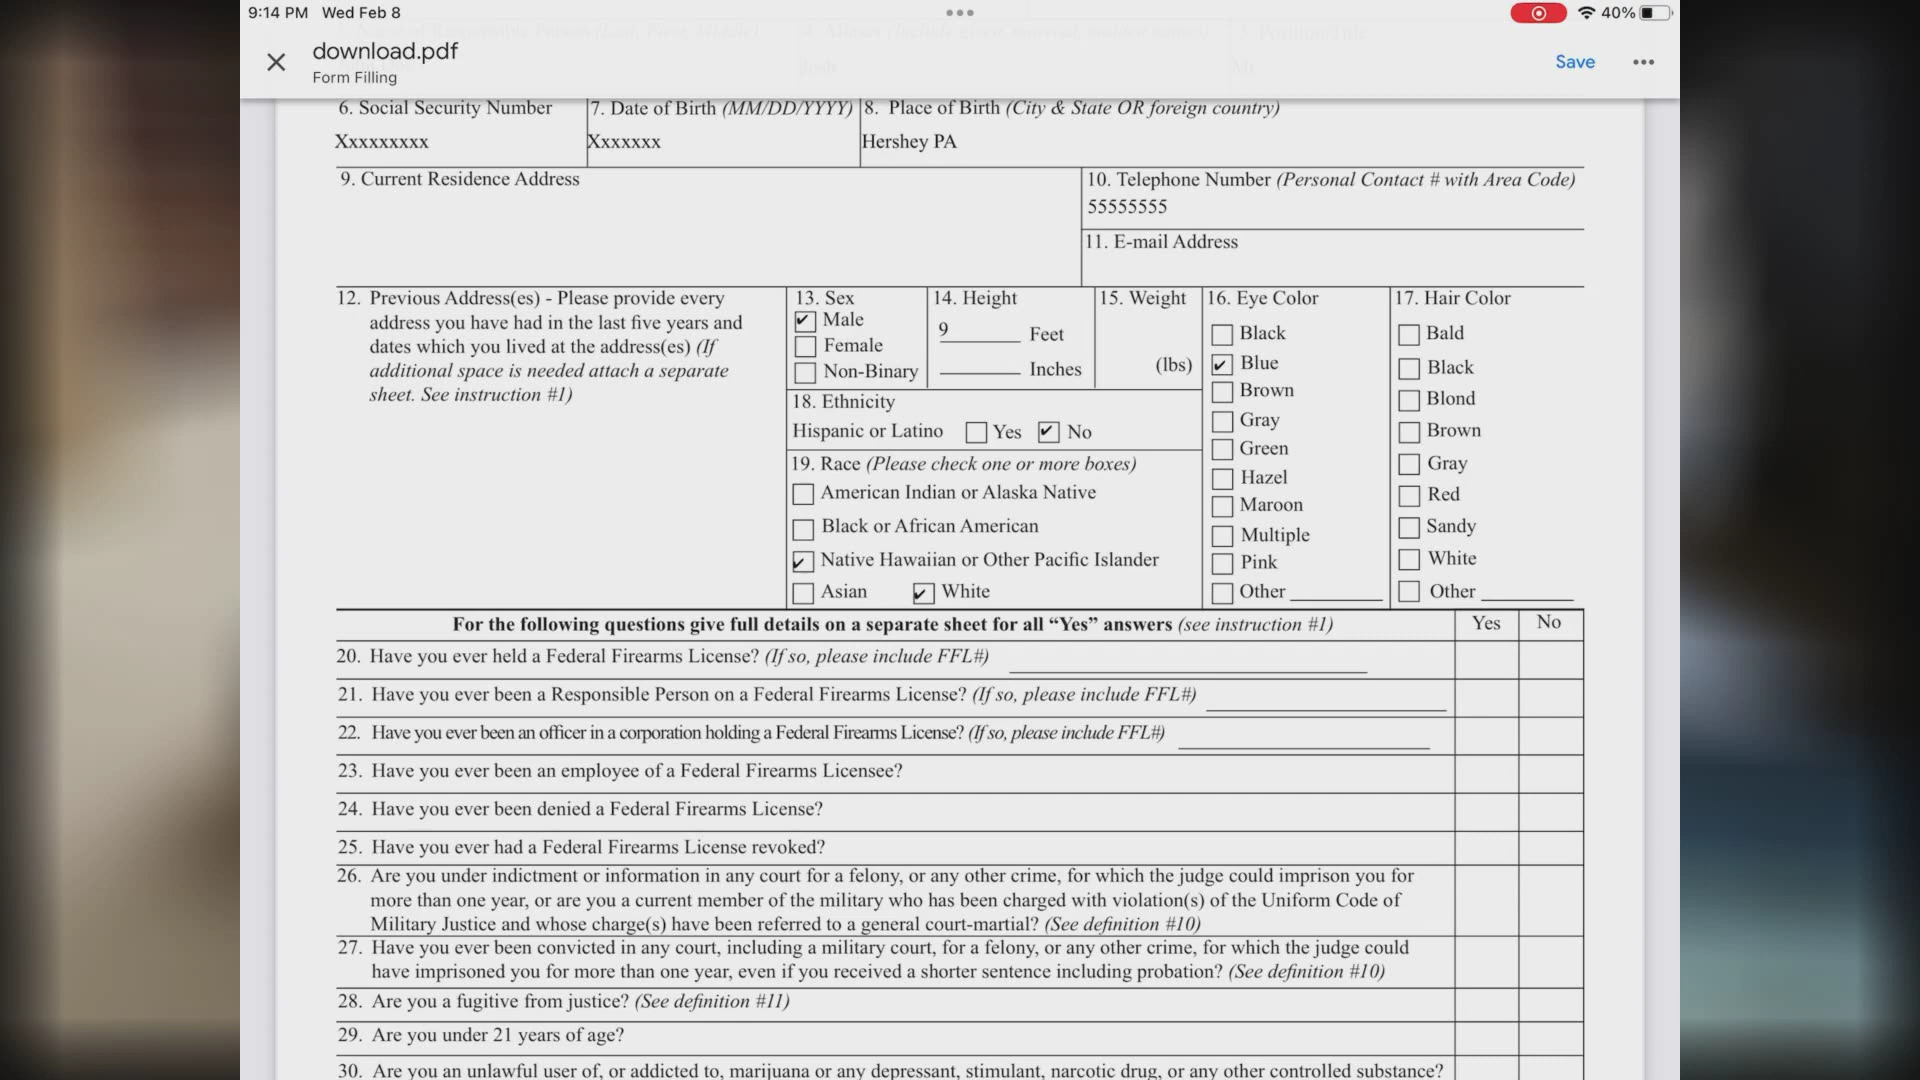 9:14 PM Wed Feb 8
40%
download.pdf
Form Filling
Save
6. Social Security Number
Xxxxxxxxx
7. Date of Birth (MM/DD/YYYY)
Xxxxxxx
8. Place of Birth (City & State OR foreign country)
Hershey PA
9. Current Residence Address
10. Telephone Number (Personal Contact # with Area Code)
55555555
11. E-mail Address
12. Previous Address(es) - Please provide every
address you have had in the last five years and
dates which you lived at the address(es) (If
additional space is needed attach a separate
sheet. See instruction #1)
13. Sex
Male
Female
Non-Binary
14. Height
9 Feet
Inches
15. Weight
(lbs)
16. Eye Color
Black
Blue
Brown
Gray
Green
Hazel
Maroon
Multiple
Pink
Other
17. Hair Color
Bald
Black
Blond
Brown
Gray
Red
Sandy
White
Other
18. Ethnicity
Hispanic or Latino Yes No
19. Race (Please check one or more boxes)
American Indian or Alaska Native
Black or African American
Native Hawaiian or Other Pacific Islander
Asian White
For the following questions give full details on a separate sheet for all “Yes” answers (see instruction #1) Yes No
20. Have you ever held a Federal Firearms License? (If so, please include FFL#)
21. Have you ever been a Responsible Person on a Federal Firearms License? (If so, please include FFL#)
22. Have you ever been an officer in a corporation holding a Federal Firearms License? (If so, please include FFL#)
23. Have you ever been an employee of a Federal Firearms Licensee?
24. Have you ever been denied a Federal Firearms License?
25. Have you ever had a Federal Firearms License revoked?
26. Are you under indictment or information in any court for a felony, or any other crime, for which the judge could imprison you for
more than one year, or are you a current member of the military who has been charged with violation(s) of the Uniform Code of
Military Justice and whose charge(s) have been referred to a general court-martial? (See definition #10)
27. Have you ever been convicted in any court, including a military court, for a felony, or any other crime, for which the judge could
have imprisoned you for more than one year, even if you received a shorter sentence including probation? (See definition #10)
28. Are you a fugitive from justice? (See definition #11)
29. Are you under 21 years of age?
30. Are you an unlawful user of, or addicted to, marijuana or any depressant, stimulant, narcotic drug, or any other controlled substance?